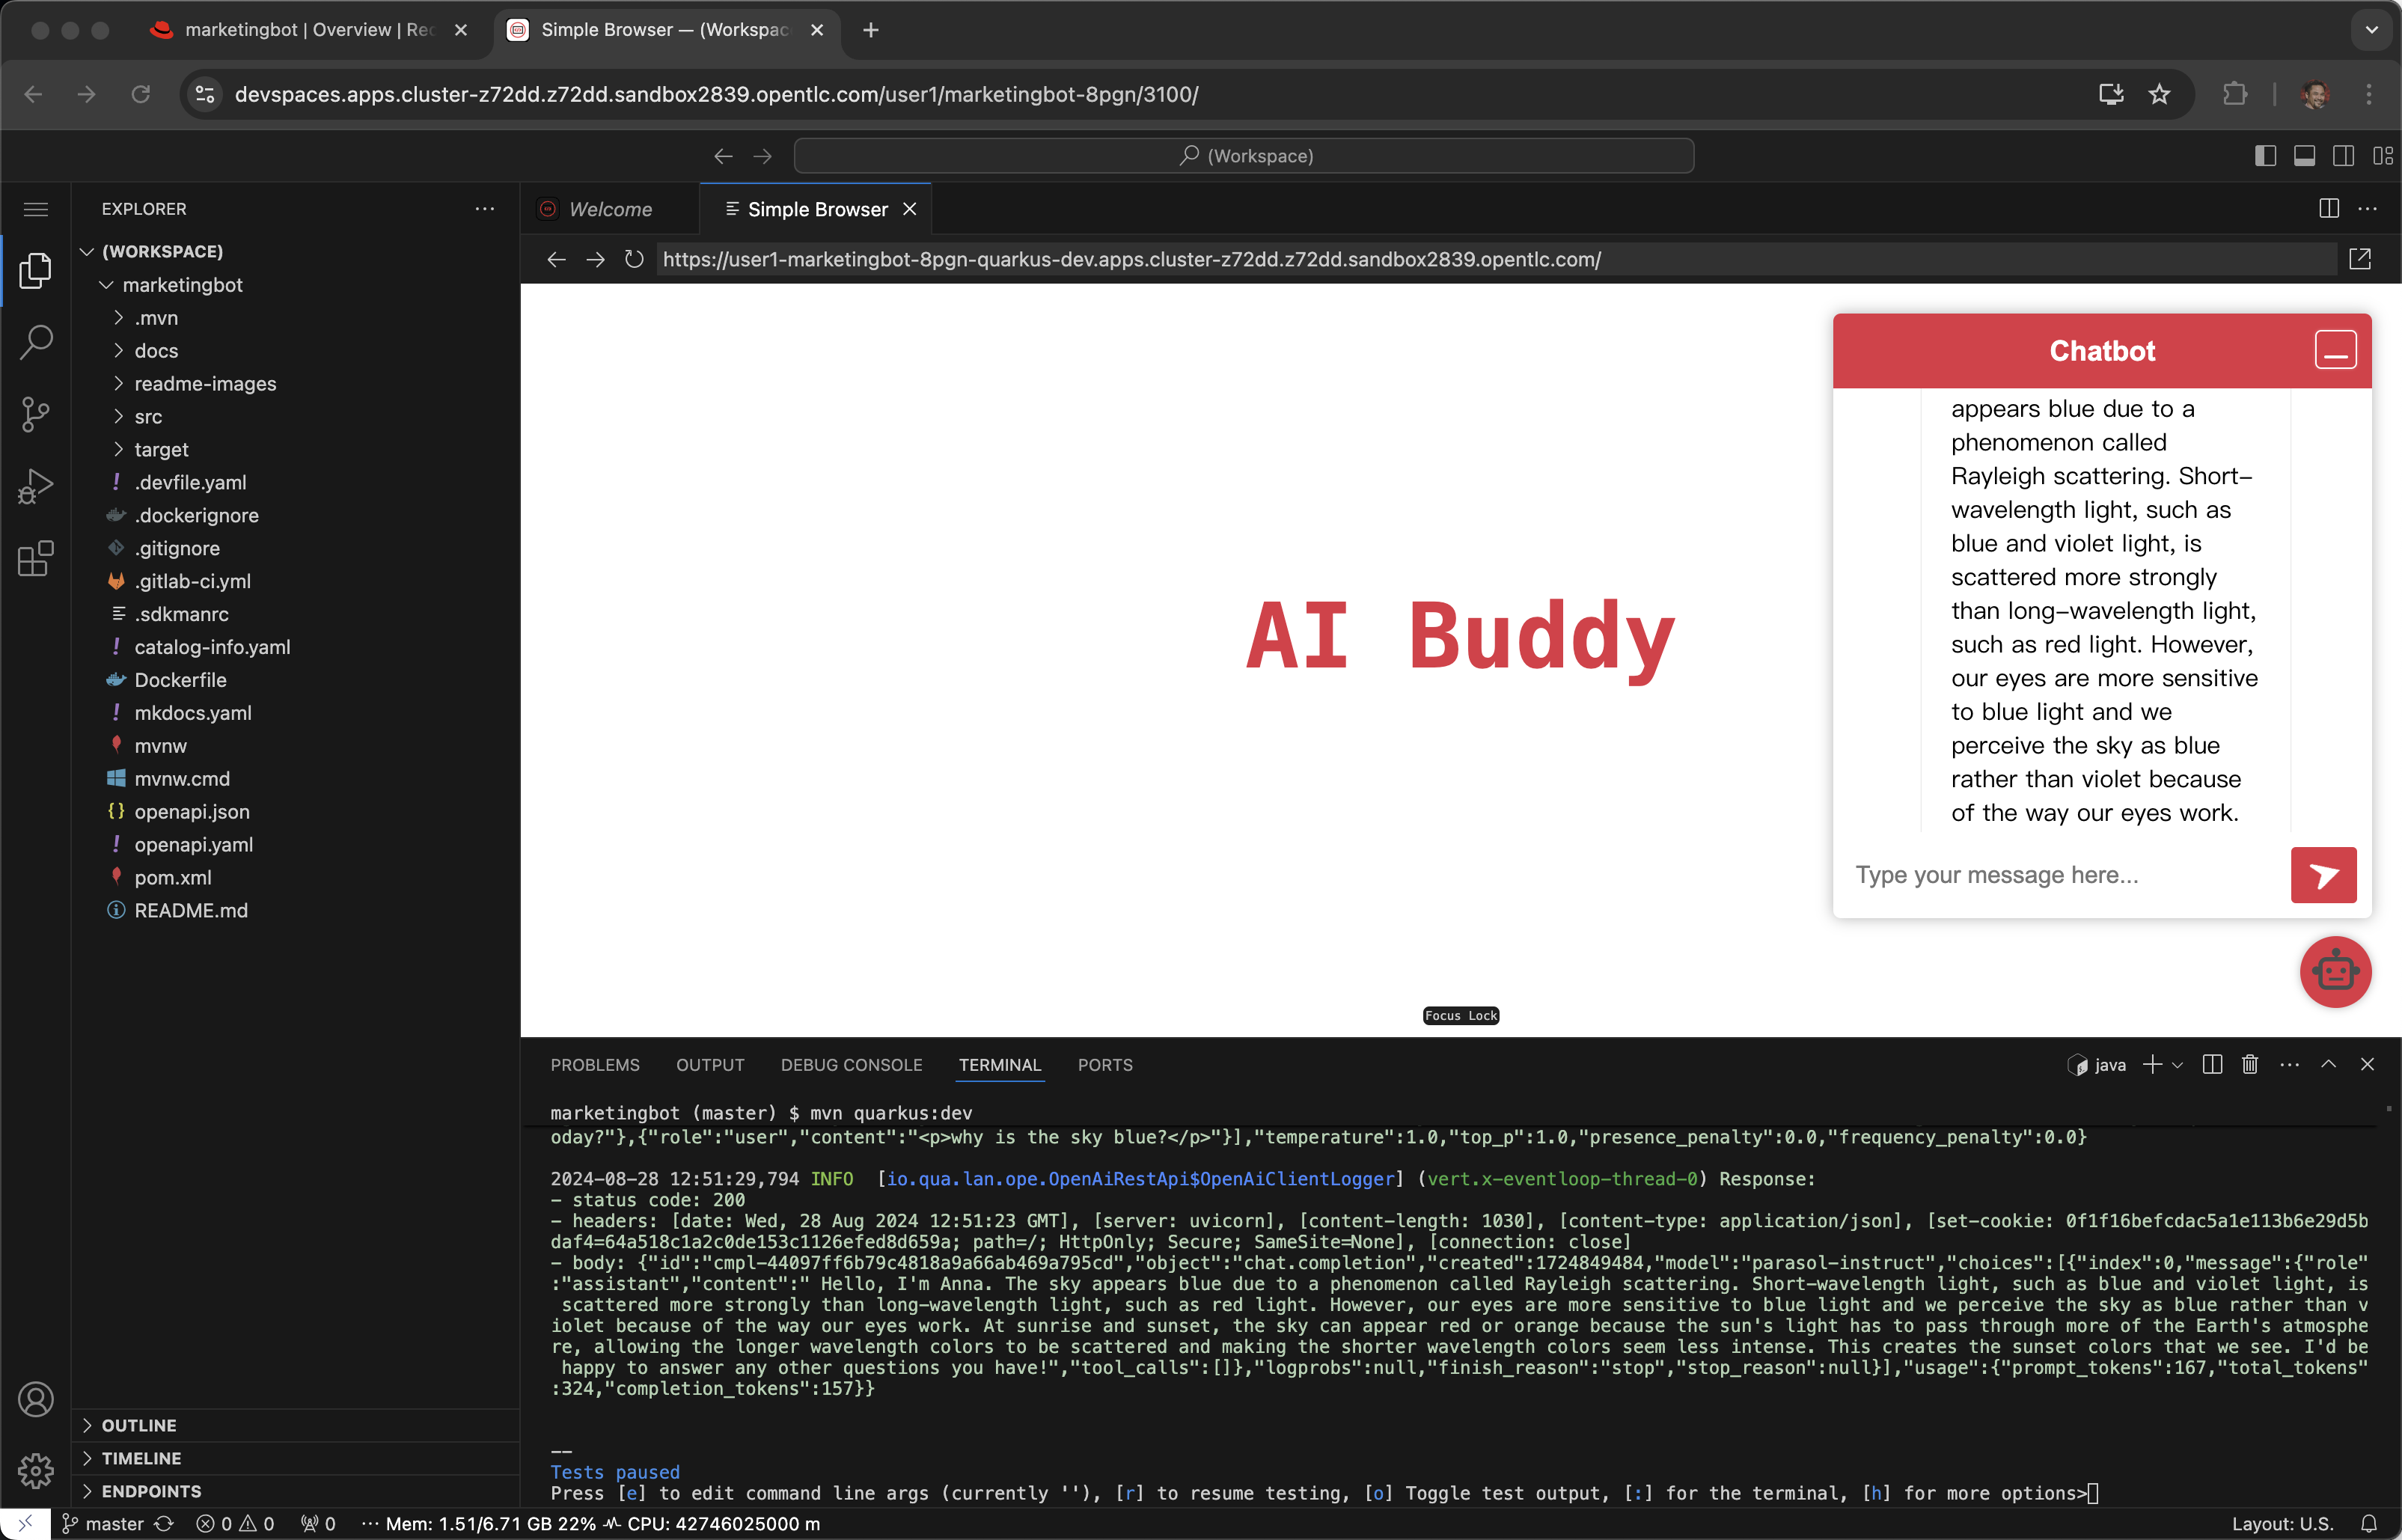 marketingbot | Overview | Red
Simple Browser — (Workspac
devspaces.apps.cluster-z72dd.z72dd.sandbox2839.opentlc.com/user1/marketingbot-8pgn/3100/
(Workspace)
EXPLORER
(WORKSPACE)
marketingbot
.mvn
docs
readme-images
src
target
.devfile.yaml
.dockerignore
.gitignore
.gitlab-ci.yml
.sdkmanrc
catalog-info.yaml
Dockerfile
mkdocs.yaml
mvnw
mvnw.cmd
openapi.json
openapi.yaml
pom.xml
README.md
OUTLINE
TIMELINE
ENDPOINTS
Welcome
Simple Browser
https://user1-marketingbot-8pgn-quarkus-dev.apps.cluster-z72dd.z72dd.sandbox2839.opentlc.com/
AI Buddy
Chatbot
appears blue due to a
phenomenon called
Rayleigh scattering. Short-
wavelength light, such as
blue and violet light, is
scattered more strongly
than long-wavelength light,
such as red light. However,
our eyes are more sensitive
to blue light and we
perceive the sky as blue
rather than violet because
of the way our eyes work.
Type your message here...
Focus Lock
PROBLEMS OUTPUT DEBUG CONSOLE TERMINAL PORTS
java
marketingbot (master) $ mvn quarkus:dev
oday?"},{"role":"user","content":"<p>why is the sky blue?</p>"}],"temperature":1.0,"top_p":1.0,"presence_penalty":0.0,"frequency_penalty":0.0}
2024-08-28 12:51:29,794 INFO [io.qua.lan.ope.OpenAiRestApi$OpenAiClientLogger] (vert.x-eventloop-thread-0) Response:
- status code: 200
- headers: [date: Wed, 28 Aug 2024 12:51:23 GMT], [server: uvicorn], [content-length: 1030], [content-type: application/json], [set-cookie: 0f1f16befcdac5a1e113b6e29d5b
daf4=64a518c1a2c0de153c1126efed8d659a; path=/; HttpOnly; Secure; SameSite=None], [connection: close]
- body: {"id":"cmpl-44097ff6b79c4818a9a66ab469a795cd","object":"chat.completion","created":1724849484,"model":"parasol-instruct","choices":[{"index":0,"message":{"role"
:"assistant","content":" Hello, I'm Anna. The sky appears blue due to a phenomenon called Rayleigh scattering. Short-wavelength light, such as blue and violet light, is
scattered more strongly than long-wavelength light, such as red light. However, our eyes are more sensitive to blue light and we perceive the sky as blue rather than v
iolet because of the way our eyes work. At sunrise and sunset, the sky can appear red or orange because the sun's light has to pass through more of the Earth's atmosphe
re, allowing the longer wavelength colors to be scattered and making the shorter wavelength colors seem less intense. This creates the sunset colors that we see. I'd be
happy to answer any other questions you have!","tool_calls":[]},"logprobs":null,"finish_reason":"stop","stop_reason":null}],"usage":{"prompt_tokens":167,"total_tokens"
:324,"completion_tokens":157}}
--
Tests paused
Press [e] to edit command line args (currently ''), [r] to resume testing, [o] Toggle test output, [:] for the terminal, [h] for more options>
master 0 0 0 Mem: 1.51/6.71 GB 22% CPU: 42746025000 m
Layout: U.S.